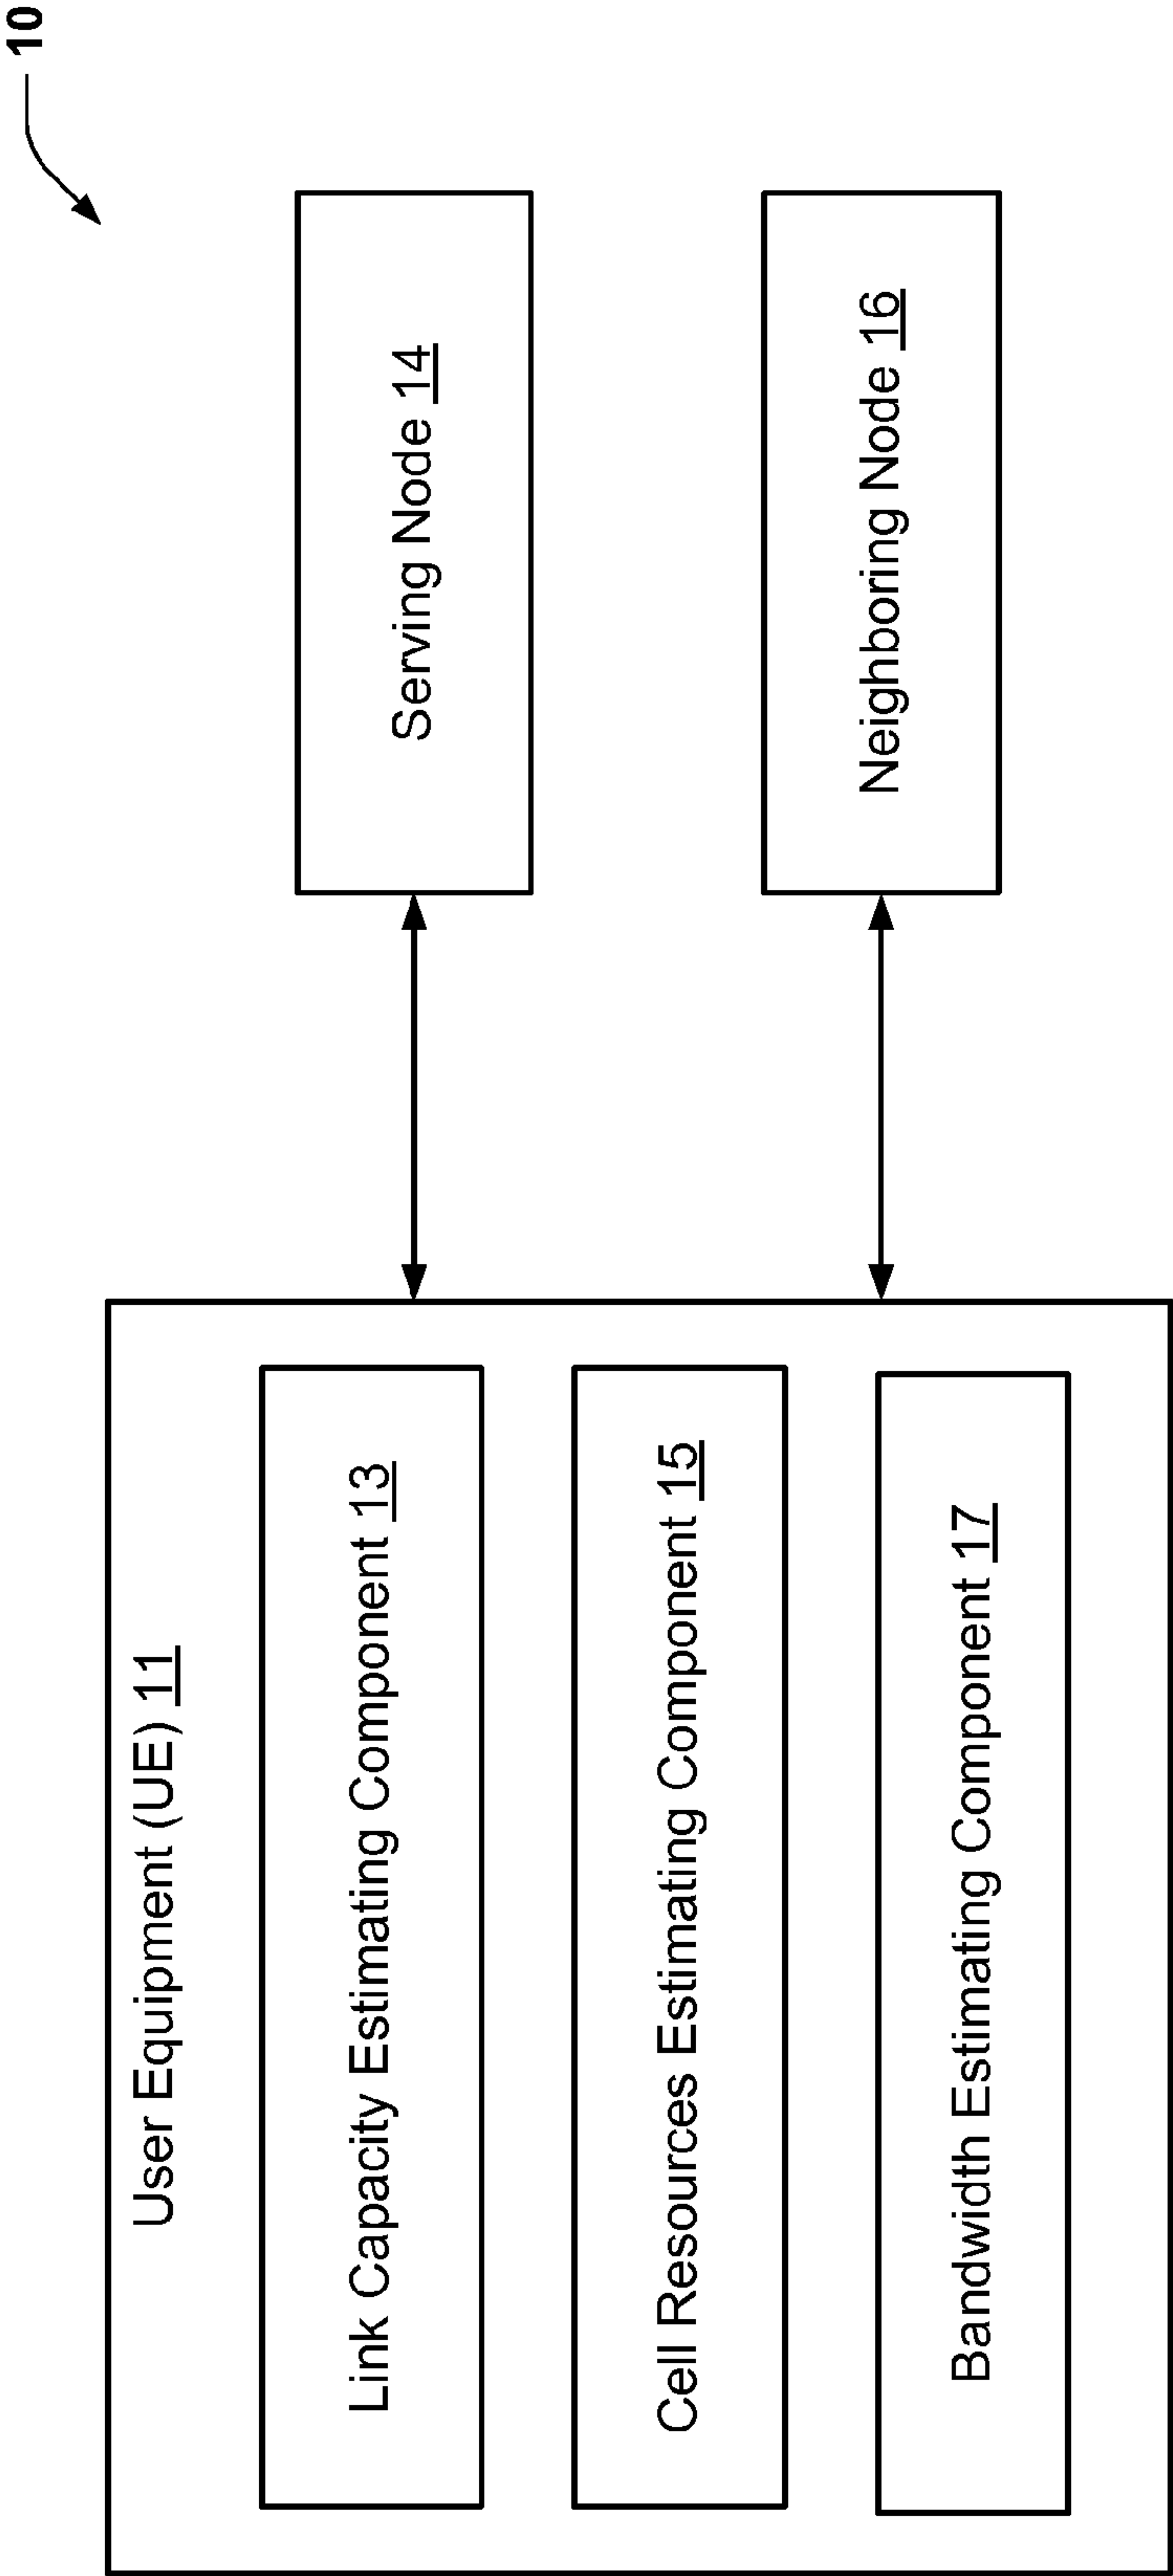 10
User Equipment (UE) 11
Link Capacity Estimating Component 13
Cell Resources Estimating Component 15
Bandwidth Estimating Component 17
Serving Node 14
Neighboring Node 16